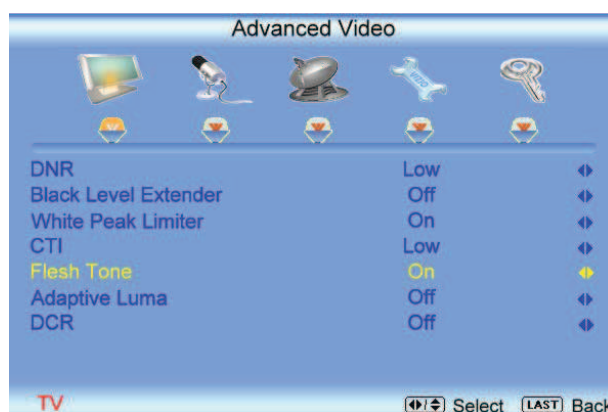 Advanced Video
DNR Low
Black Level Extender Off
White Peak Limiter On
CTI Low
Flesh Tone On
Adaptive Luma Off
DCR Off
TV Select LAST Back